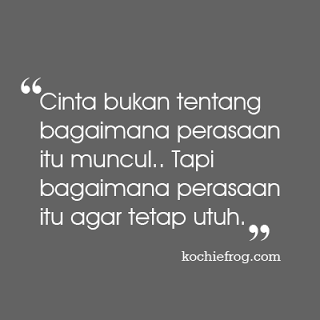 “Cinta bukan tentang
bagaimana perasaan
itu muncul.. Tapi
bagaimana perasaan
itu agar tetap utuh.”
kochiefrog.com